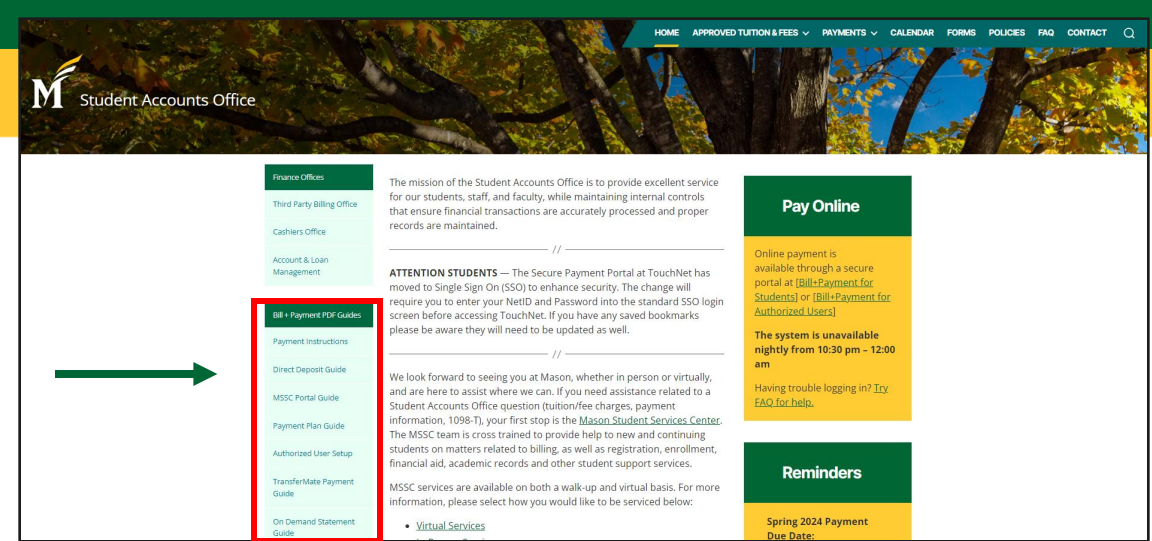 HOME APPROVED TUITION & FEES PAYMENTS CALENDAR FORMS POLICIES FAQ CONTACT
M Student Accounts Office
Finance Offices
Third Party Billing Office
Cashiers Office
Account & Loan
Management
Bill + Payment PDF Guides
Payment Instructions
Direct Deposit Guide
MSSC Portal Guide
Payment Plan Guide
Authorized User Setup
TransferMate Payment
Guide
On Demand Statement
Guide
The mission of the Student Accounts Office is to provide excellent service
for our students, staff, and faculty, while maintaining internal controls
that ensure financial transactions are accurately processed and proper
records are maintained.
//
ATTENTION STUDENTS — The Secure Payment Portal at TouchNet has
moved to Single Sign On (SSO) to enhance security. The change will
require you to enter your NetID and Password into the standard SSO login
screen before accessing TouchNet. If you have any saved bookmarks
please be aware they will need to be updated as well.
//
We look forward to seeing you at Mason, whether in person or virtually,
and are here to assist where we can. If you need assistance related to a
Student Accounts Office question (tuition/fee charges, payment
information, 1098-T), your first stop is the Mason Student Services Center.
The MSSC team is cross trained to provide help to new and continuing
students on matters related to billing, as well as registration, enrollment,
financial aid, academic records and other student support services.
MSSC services are available on both a walk-up and virtual basis. For more
information, please select how you would like to be serviced below:
• Virtual Services
Pay Online
Online payment is
available through a secure
portal at [Bill+Payment for
Students] or [Bill+Payment for
Authorized Users]
The system is unavailable
nightly from 10:30 pm – 12:00
am
Having trouble logging in? Try
FAQ for help.
Reminders
Spring 2024 Payment
Due Date: